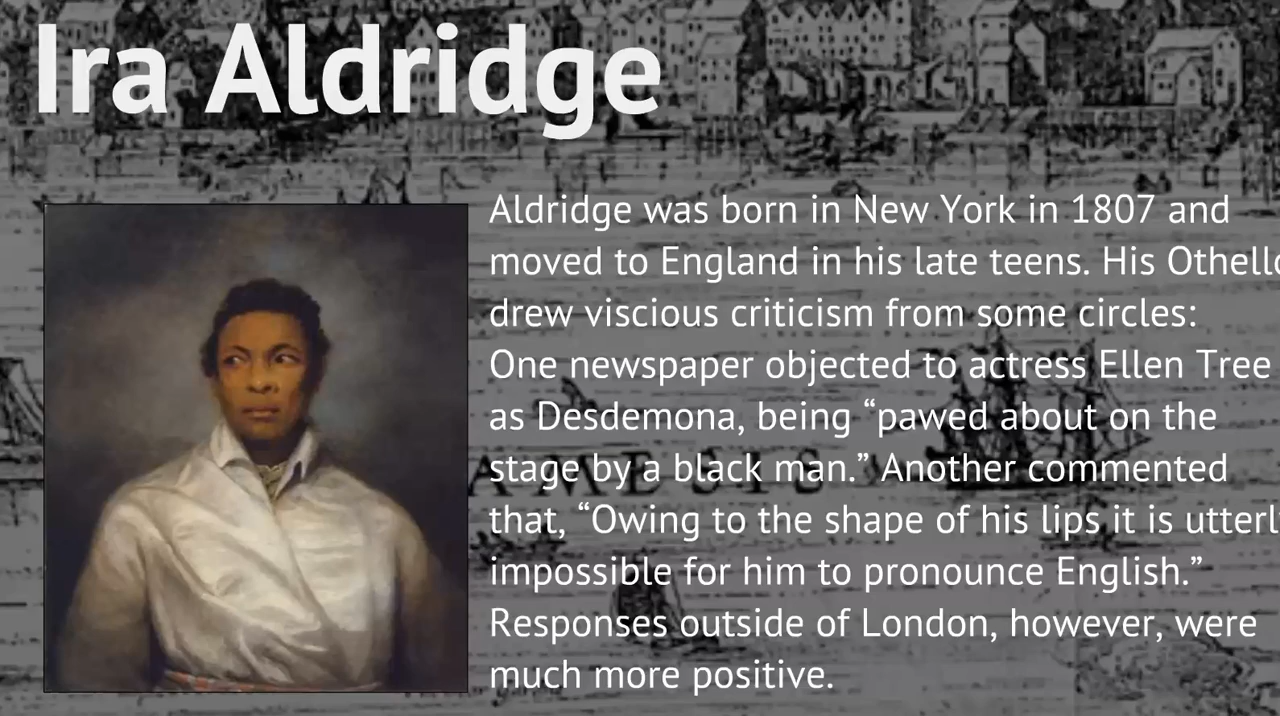 Ira Aldridge
Aldridge was born in New York in 1807 and
moved to England in his late teens. His Othello
drew viscious criticism from some circles:
One newspaper objected to actress Ellen Tree
as Desdemona, being “pawed about on the
stage by a black man.” Another commented
that, “Owing to the shape of his lips it is utterly
impossible for him to pronounce English.”
Responses outside of London, however, were
much more positive.